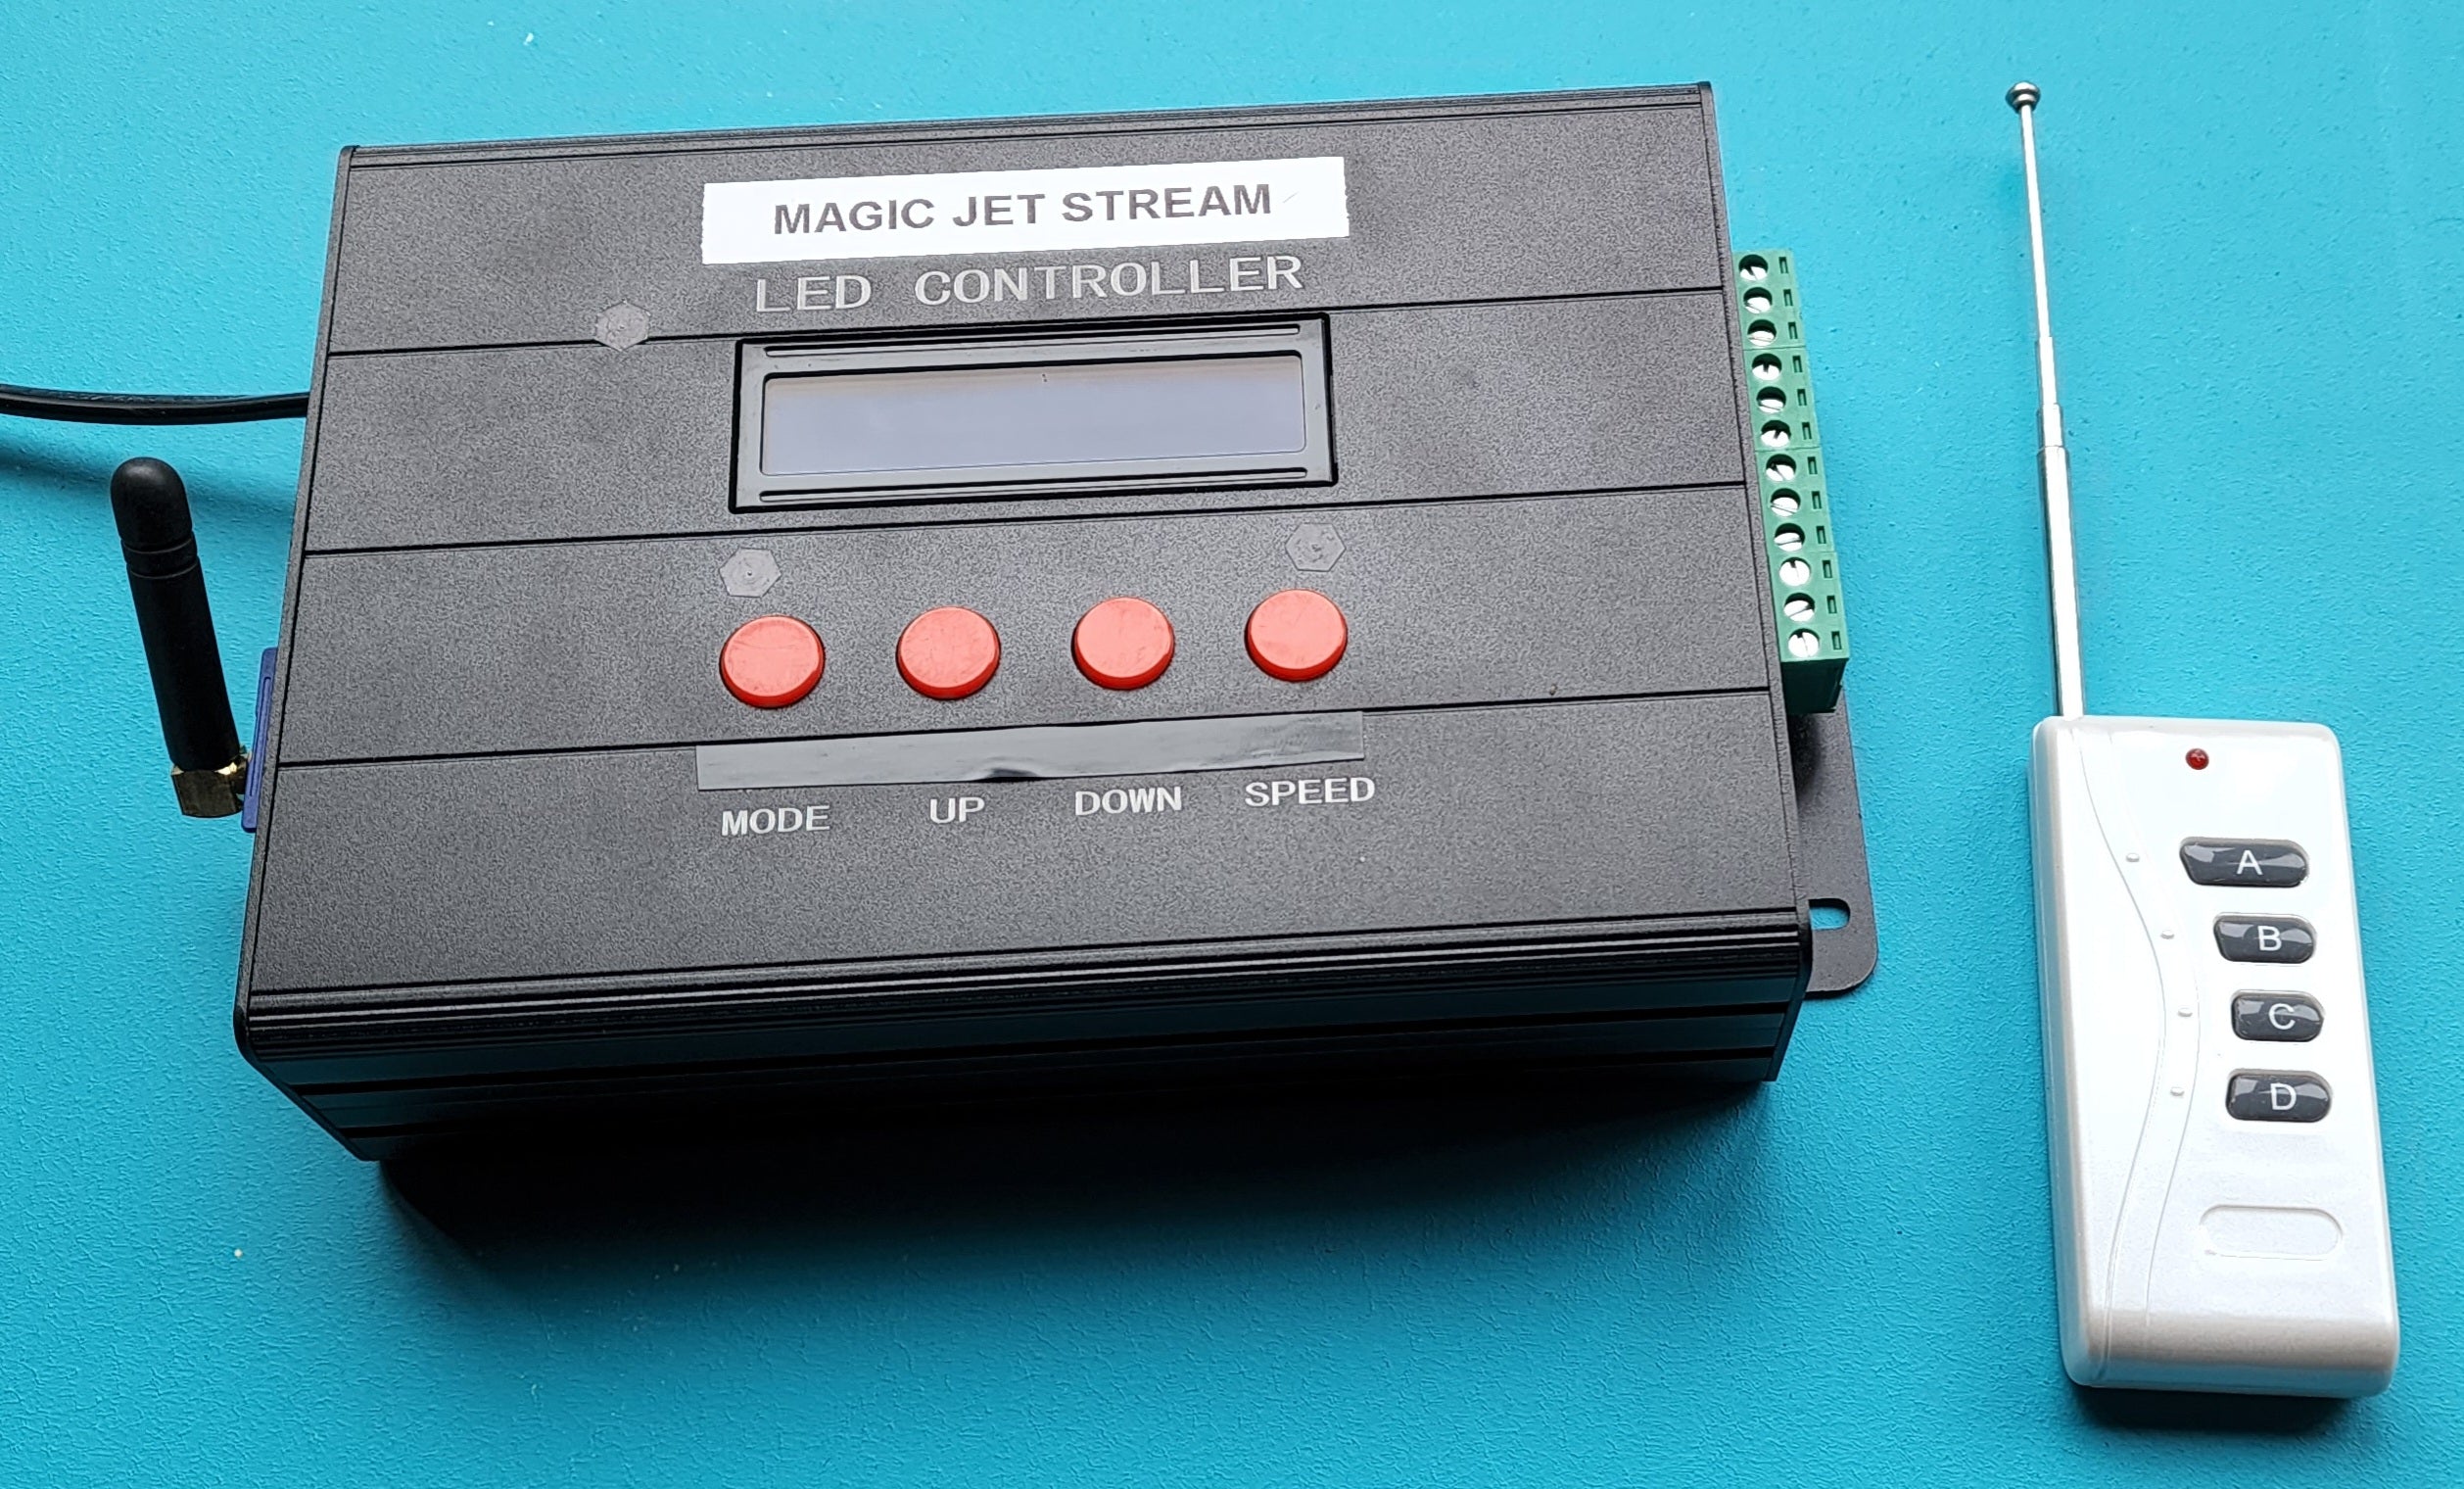 MAGIC JET STREAM
LED CONTROLLER
MODE UP DOWN SPEED
A
B
C
D